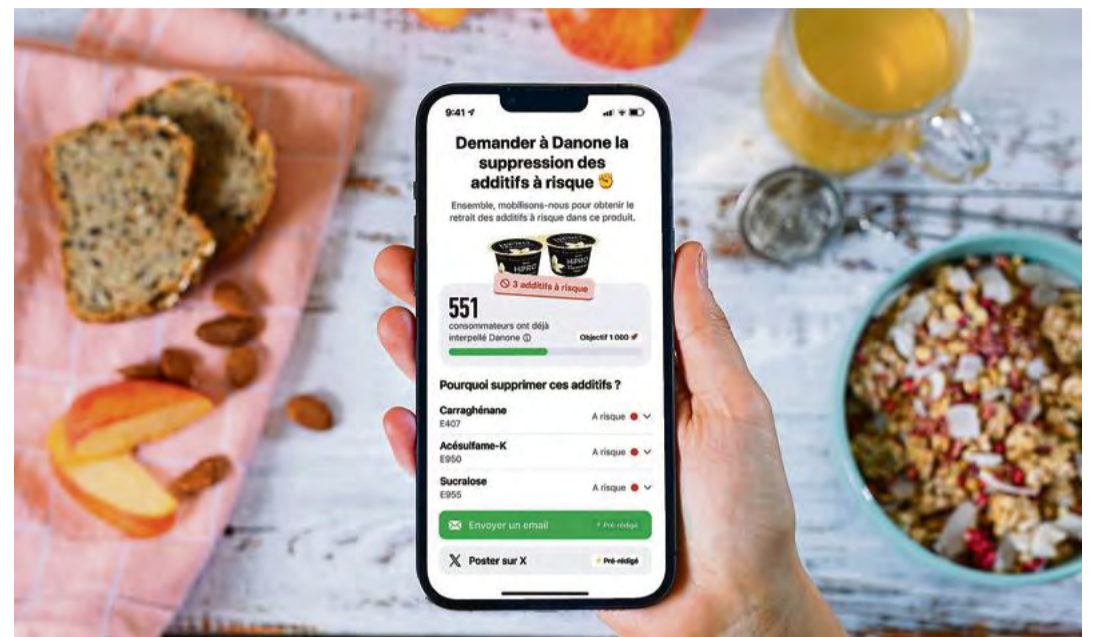 9:41
Demander à Danone la
suppression des
additifs à risque ✊
Ensemble, mobilisons-nous pour obtenir le
retrait des additifs à risque dans ce produit.
HiPRO HiPRO
3 additifs à risque
551
consommateurs ont déjà
interpellé Danone
Objectif 1 000 🚀
Pourquoi supprimer ces additifs ?
Carraghénane
E407
A risque
Acésulfame-K
E950
A risque
Sucralose
E955
A risque
Envoyer un email
⚡ Pré-rédigé
X Poster sur X
⚡ Pré-rédigé